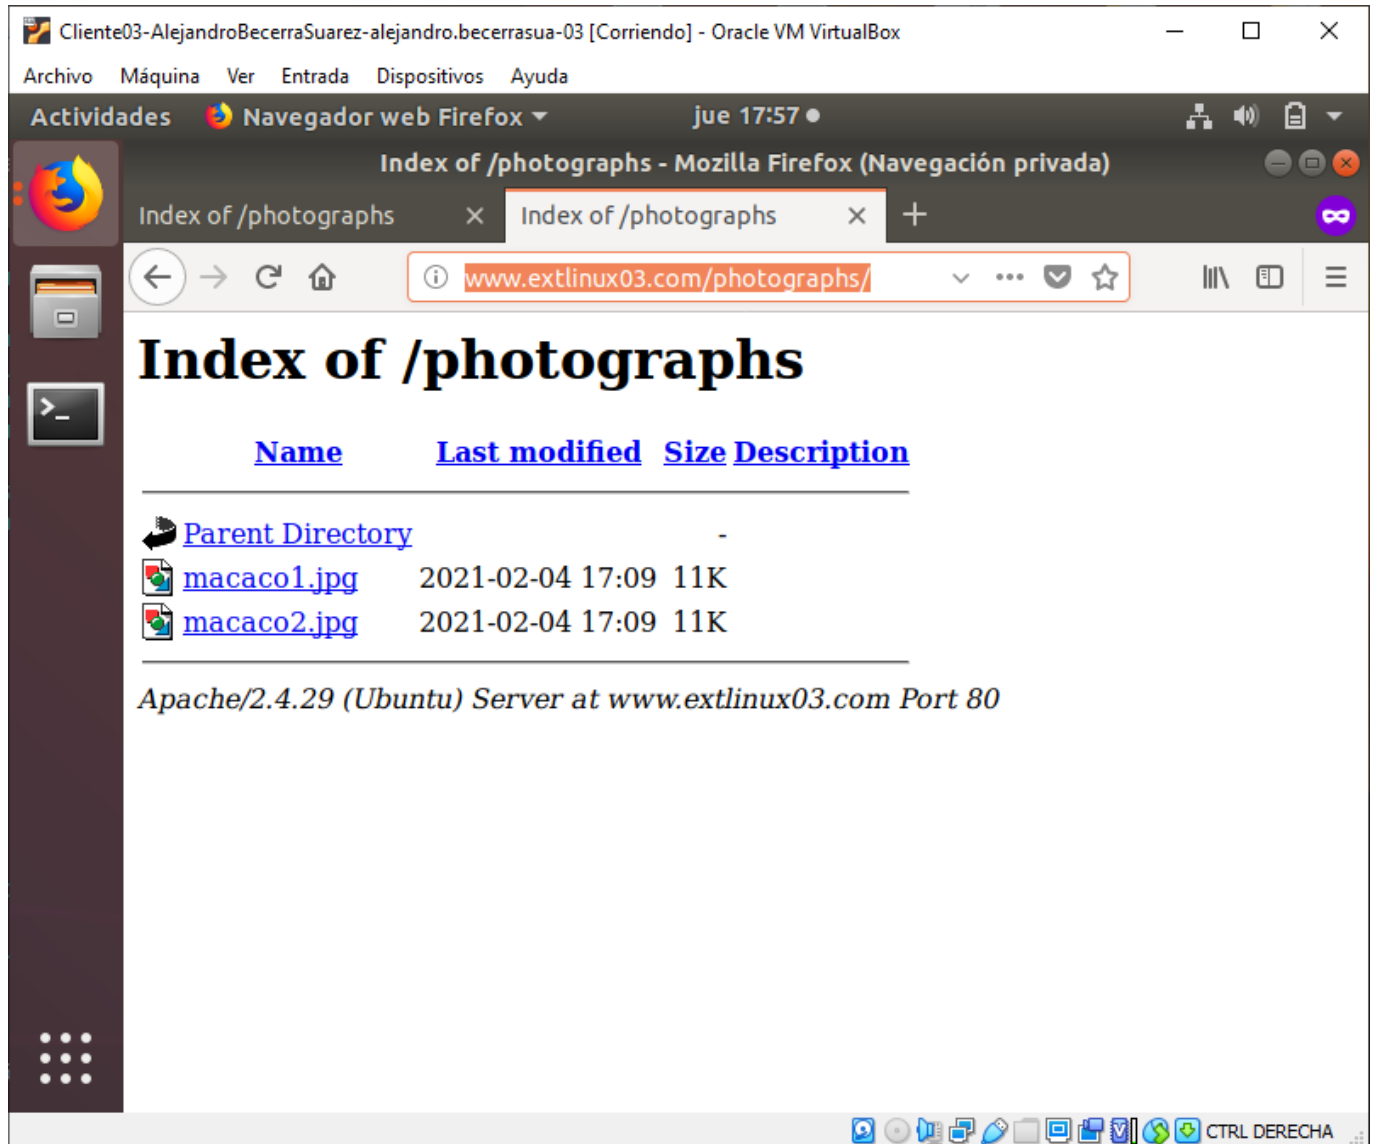 Cliente03-AlejandroBecerraSuarez-alejandro.becerrasua-03 [Corriendo] - Oracle VM VirtualBox
Archivo Máquina Ver Entrada Dispositivos Ayuda
Actividades Navegador web Firefox jue 17:57
Index of /photographs - Mozilla Firefox (Navegación privada)
Index of /photographs Index of /photographs
www.extlinux03.com/photographs/
Index of /photographs
Name Last modified Size Description
Parent Directory -
macaco1.jpg 2021-02-04 17:09 11K
macaco2.jpg 2021-02-04 17:09 11K
Apache/2.4.29 (Ubuntu) Server at www.extlinux03.com Port 80
CTRL DERECHA